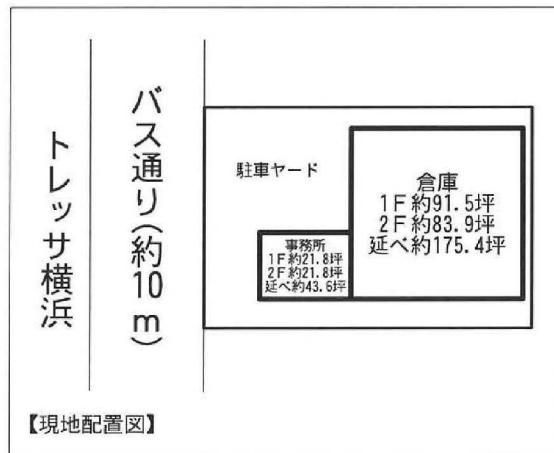 トレッサ横浜
バス通り(約10m)
駐車ヤード
倉庫
1F約91.5坪
2F約83.9坪
延べ約175.4坪
事務所
1F約21.8坪
2F約21.8坪
延べ約43.6坪
【現地配置図】